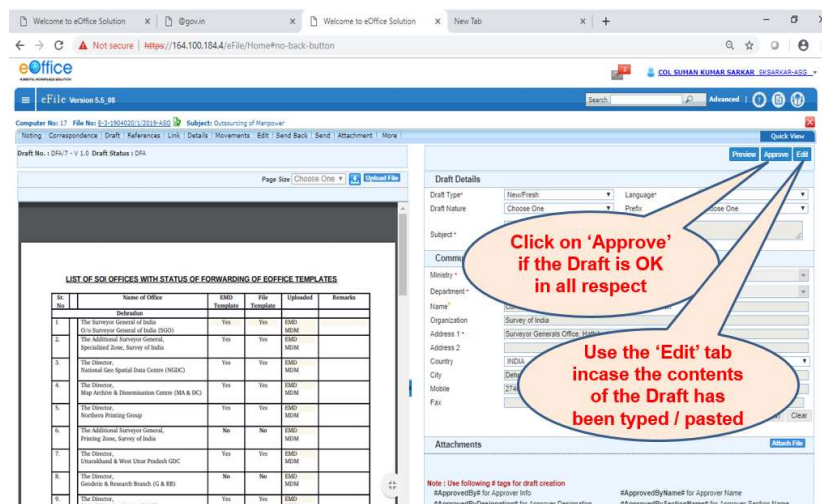 Welcome to eOffice Solution
@gov.in
Welcome to eOffice Solution
New Tab
Not secure | https://164.100.184.4/eFile/Home#no-back-button
eOffice
COL SUMAN KUMAR SARKAR SKSARKAR-ASG
eFile Version 5.5_08
Search
Advanced
Computer No: 17 File No: E-3-1904020/1/2019-ASO Subject: Outsourcing of Manpower
Noting | Correspondence | Draft | References | Link | Details | Movements | Edit | Send Back | Send | Attachment | More
Quick View
Draft No. : DFA/7 - V 1.0 Draft Status : DFA
Preview Approve Edit
Page Size Choose One Upload File
Draft Details
Draft Type* New/Fresh Language*
Draft Nature Choose One Prefix Choose One
Subject *
Click on ‘Approve’
if the Draft is OK
in all respect
Ministry *
Department *
Name*
Organization Survey of India
Address 1 * Surveyor Generals Office,
Address 2
Country INDIA
City
Mobile
Fax
Use the ‘Edit’ tab
incase the contents
of the Draft has
been typed / pasted
Clear
Attachments
Attach File
Note : Use following # tags for draft creation
#ApprovedBy# for Approver Info #ApprovedByName# for Approver Name
#ApprovedByDesignation# for Approver Designation #ApprovedBySectionName# for Approver Section Name
LIST OF SOI OFFICES WITH STATUS OF FORWARDING OF EOFFICE TEMPLATES
Sr. No Name of Office EMD Template File Template Uploaded Remarks
Dehradun
1. The Surveyor General of India Yes Yes EMD
O/o Surveyor General of India (SGO) MDM
2. The Additional Surveyor General, Yes Yes EMD
Specialized Zone, Survey of India MDM
3. The Director, Yes Yes EMD
National Geo Spatial Data Centre (NGDC) MDM
4. The Director, Yes Yes EMD
Map Archive & Dissemination Centre (MA & DC) MDM
5. The Director, Yes Yes EMD
Northern Printing Group MDM
6. The Additional Surveyor General, No No EMD
Printing Zone, Survey of India MDM
7. The Director, Yes Yes EMD
Uttarakhand & West Uttar Pradesh GDC MDM
8. The Director, No No EMD
Geodetic & Research Branch (G & RB) MDM
9. The Director, Yes Yes EMD